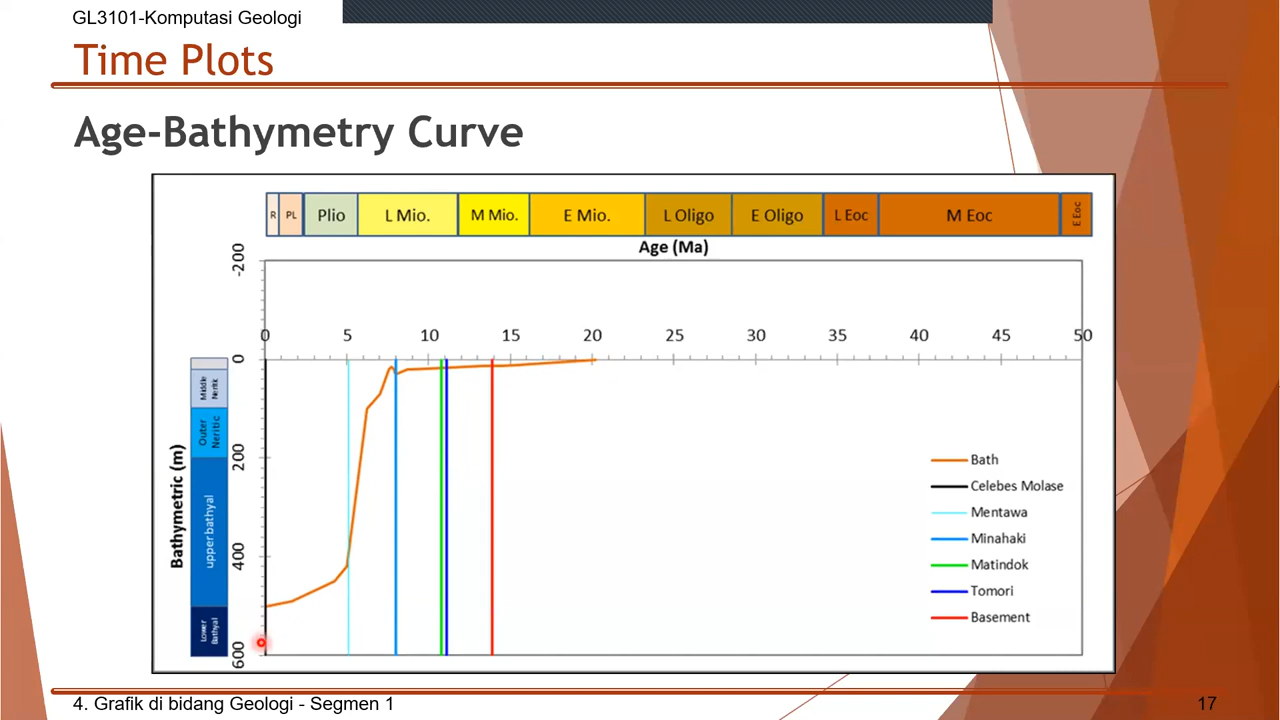 GL3101-Komputasi Geologi
Time Plots
Age-Bathymetry Curve
R PL Plio L Mio. M Mio. E Mio. L Oligo E Oligo L Eoc M Eoc E Eoc
Age (Ma)
-200
0 5 10 15 20 25 30 35 40 45 50
0
200
400
600
Bathymetric (m)
Middle
Neritik
Outer
Neritic
upper bathyal
Lower
Bathyal
Bath
Celebes Molase
Mentawa
Minahaki
Matindok
Tomori
Basement
4. Grafik di bidang Geologi - Segmen 1
17